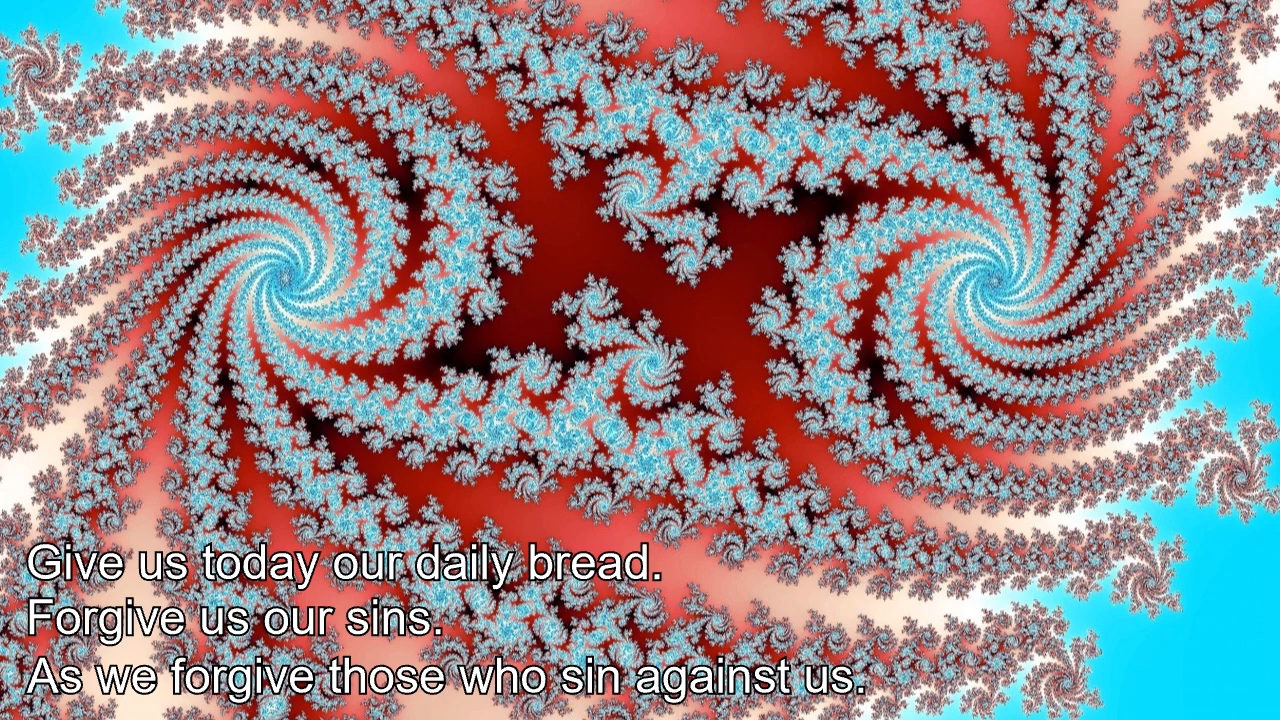 Give us today our daily bread.
Forgive us our sins.
As we forgive those who sin against us.